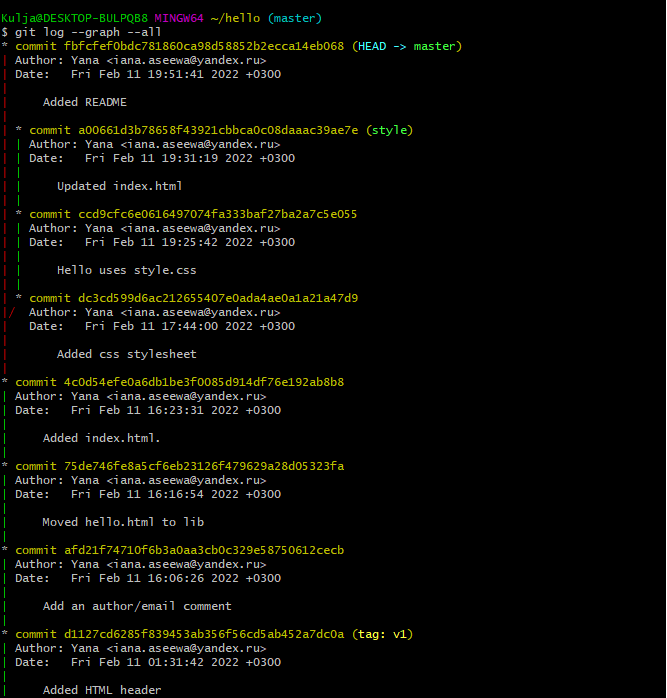 Kulja@DESKTOP-BULPQB8 MINGW64 ~/hello (master)
$ git log --graph --all
* commit fbfcfef0bdc781860ca98d58852b2ecca14eb068 (HEAD -> master)
| Author: Yana <iana.aseewa@yandex.ru>
| Date:   Fri Feb 11 19:51:41 2022 +0300
|
|     Added README
|
| * commit a00661d3b78658f43921cbbca0c08daaac39ae7e (style)
| | Author: Yana <iana.aseewa@yandex.ru>
| | Date:   Fri Feb 11 19:31:19 2022 +0300
| |
| |     Updated index.html
| |
| * commit ccd9cfc6e0616497074fa333baf27ba2a7c5e055
| | Author: Yana <iana.aseewa@yandex.ru>
| | Date:   Fri Feb 11 19:25:42 2022 +0300
| |
| |     Hello uses style.css
| |
| * commit dc3cd599d6ac212655407e0ada4ae0a1a21a47d9
|/  Author: Yana <iana.aseewa@yandex.ru>
|   Date:   Fri Feb 11 17:44:00 2022 +0300
|
|       Added css stylesheet
|
* commit 4c0d54efe0a6db1be3f0085d914df76e192ab8b8
| Author: Yana <iana.aseewa@yandex.ru>
| Date:   Fri Feb 11 16:23:31 2022 +0300
|
|     Added index.html.
|
* commit 75de746fe8a5cf6eb23126f479629a28d05323fa
| Author: Yana <iana.aseewa@yandex.ru>
| Date:   Fri Feb 11 16:16:54 2022 +0300
|
|     Moved hello.html to lib
|
* commit afd21f74710f6b3a0aa3cb0c329e58750612cecb
| Author: Yana <iana.aseewa@yandex.ru>
| Date:   Fri Feb 11 16:06:26 2022 +0300
|
|     Add an author/email comment
|
* commit d1127cd6285f839453ab356f56cd5ab452a7dc0a (tag: v1)
| Author: Yana <iana.aseewa@yandex.ru>
| Date:   Fri Feb 11 01:31:42 2022 +0300
|
|     Added HTML header